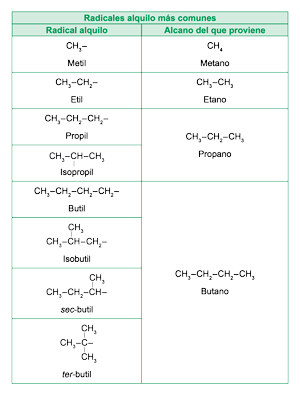 Radicales alquilo más comunes
Radical alquilo
Alcano del que proviene
CH₃–
Metil
CH₄
Metano
CH₃–CH₂–
Etil
CH₃–CH₃
Etano
CH₃–CH₂–CH₂–
Propil
CH₃–CH–CH₃
Isopropil
CH₃–CH₂–CH₃
Propano
CH₃–CH₂–CH₂–CH₂–
Butil
CH₃
CH₃–CH–CH₂–
Isobutil
CH₃
CH₃–CH₂–CH–
sec-butil
CH₃
CH₃–C–
CH₃
ter-butil
CH₃–CH₂–CH₂–CH₃
Butano